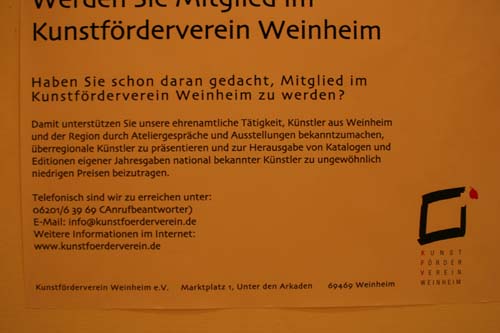 Werden Sie Mitglied im
Kunstförderverein Weinheim
Haben Sie schon daran gedacht, Mitglied im
Kunstförderverein Weinheim zu werden?
Damit unterstützen Sie unsere ehrenamtliche Tätigkeit, Künstler aus Weinheim
und der Region durch Ateliergespräche und Ausstellungen bekanntzumachen,
überregionale Künstler zu präsentieren und zur Herausgabe von Katalogen und
Editionen eigener Jahresgaben national bekannter Künstler zu ungewöhnlich
niedrigen Preisen beizutragen.
Telefonisch sind wir zu erreichen unter:
06201/6 39 69 (Anrufbeantworter)
E-Mail: info@kunstfoerderverein.de
Weitere Informationen im Internet:
www.kunstfoerderverein.de
KUNST
FÖRDER
VEREIN
WEINHEIM
Kunstförderverein Weinheim e.V. Marktplatz 1, Unter den Arkaden 69469 Weinheim